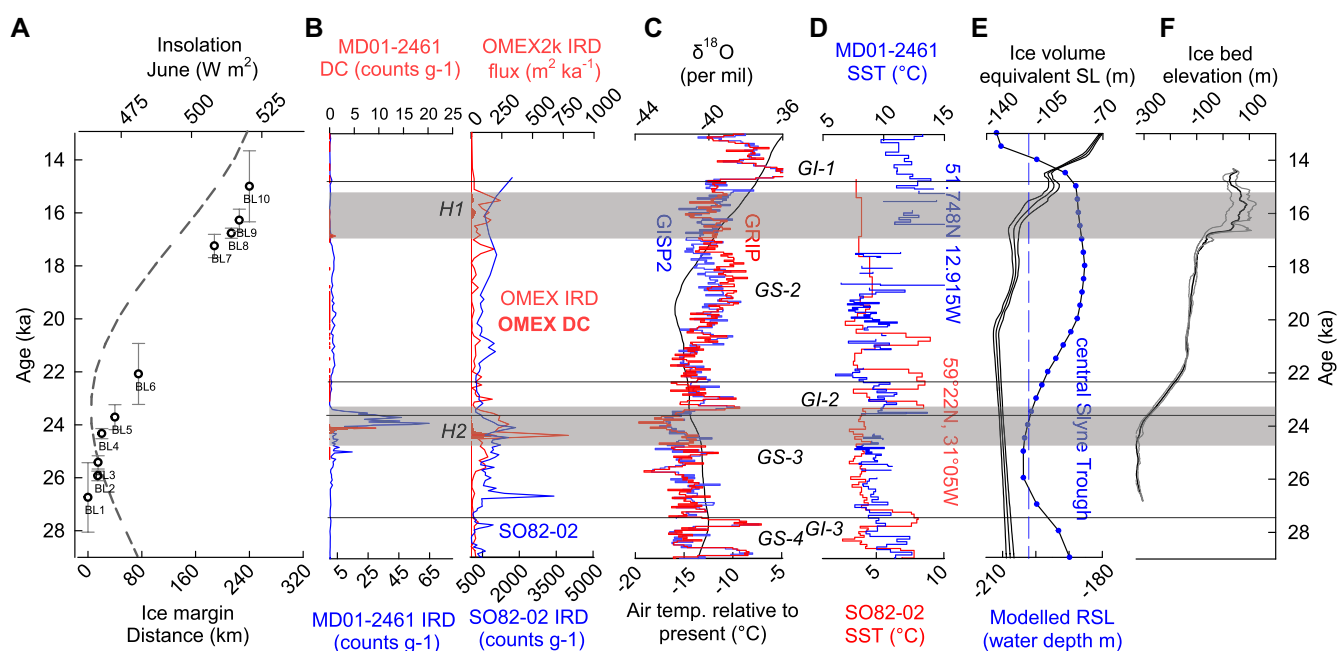 A
Insolation
June (W m²)
475
500
525
Age (ka)
14
16
18
20
22
24
26
28
BL10
BL9
BL8
BL7
BL6
BL5
BL4
BL3
BL2
BL1
0
80
160
240
320
Ice margin
Distance (km)
B
MD01-2461
DC (counts g-1)
OMEX2k IRD
flux (m² ka⁻¹)
0
5
10
15
20
25
0
250
500
750
1000
H1
H2
OMEX IRD
OMEX DC
SO82-02
5
25
45
65
500
2000
3500
5000
MD01-2461 IRD
(counts g-1)
SO82-02 IRD
(counts g-1)
C
δ¹⁸O
(per mil)
-44
-40
-36
GISP2
GRIP
GI-1
GS-2
GI-2
GS-3
GI-3
GS-4
-20
-15
-10
-5
Air temp. relative to
present (°C)
D
MD01-2461
SST (°C)
5
10
15
51.748N 12.915W
59°22N, 31°05W
5
10
SO82-02
SST (°C)
E
Ice volume
equivalent SL (m)
-140
-105
-70
central Slyne Trough
-210
-180
Modelled RSL
(water depth m)
F
Ice bed
elevation (m)
-300
-100
100
14
16
18
20
22
24
26
28
Age (ka)